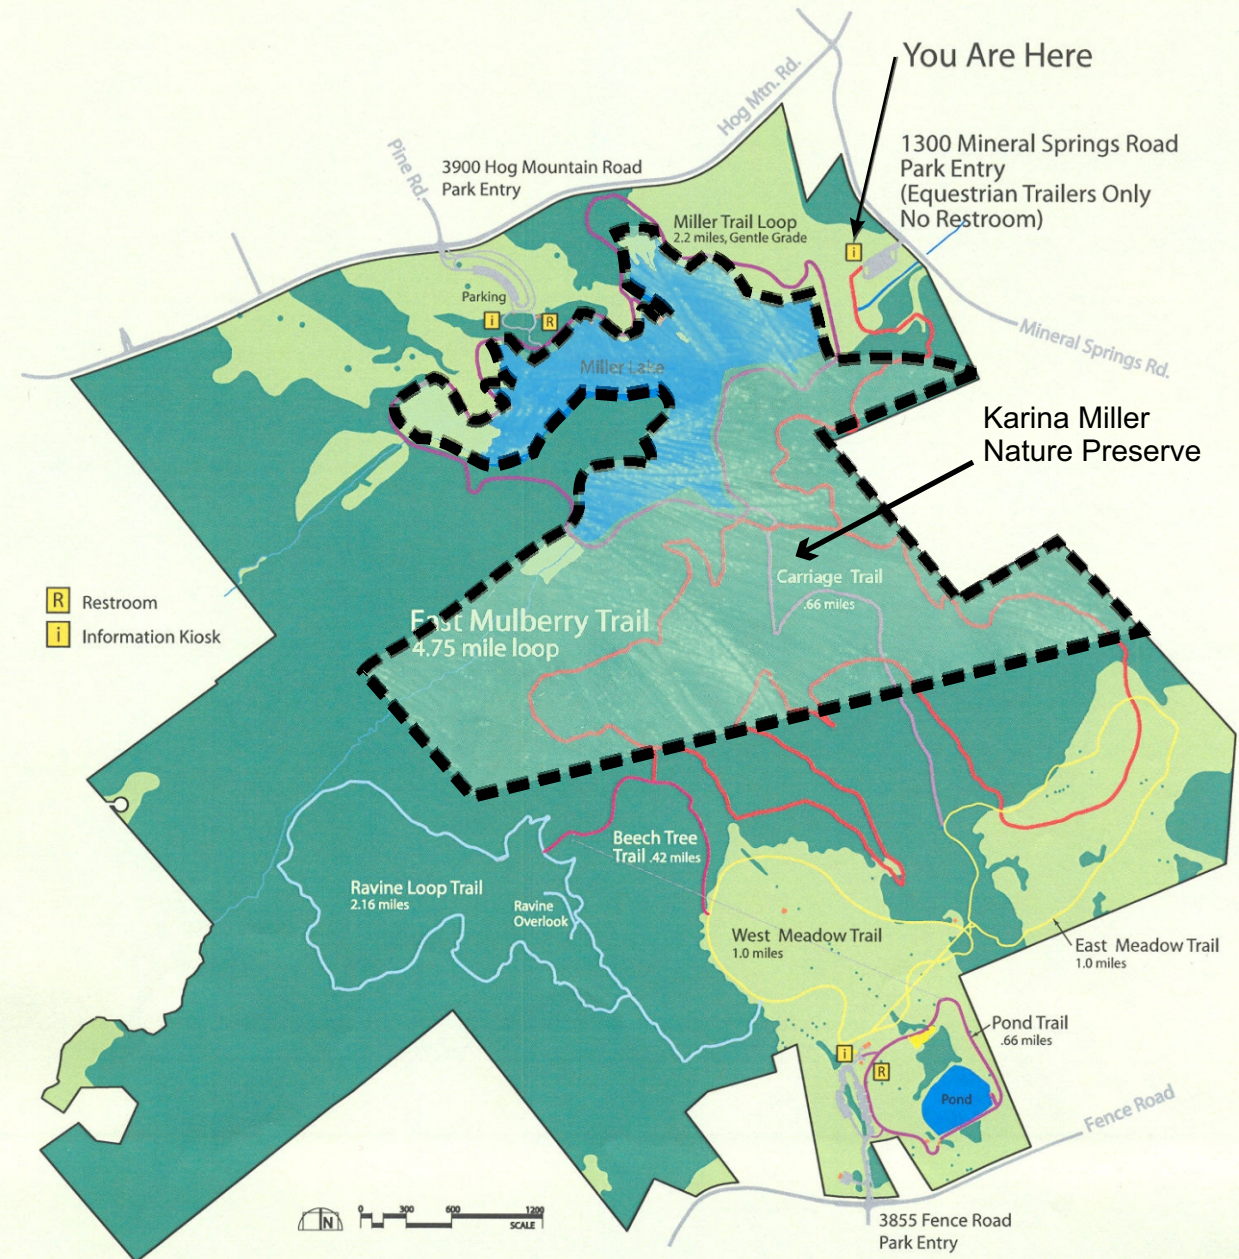 You Are Here
Hog Mtn. Rd.
1300 Mineral Springs Road
Park Entry
(Equestrian Trailers Only
No Restroom)
Pine Rd.
3900 Hog Mountain Road
Park Entry
Miller Trail Loop
2.2 miles, Gentle Grade
i
Parking
i
R
Mineral Springs Rd.
Miller Lake
Karina Miller
Nature Preserve
Carriage Trail
.66 miles
R Restroom
i Information Kiosk
East Mulberry Trail
4.75 mile loop
Beech Tree
Trail .42 miles
Ravine Loop Trail
2.16 miles
Ravine
Overlook
West Meadow Trail
1.0 miles
East Meadow Trail
1.0 miles
Pond Trail
.66 miles
i
R
Pond
Fence Road
N
0 300 600 1200
SCALE
3855 Fence Road
Park Entry